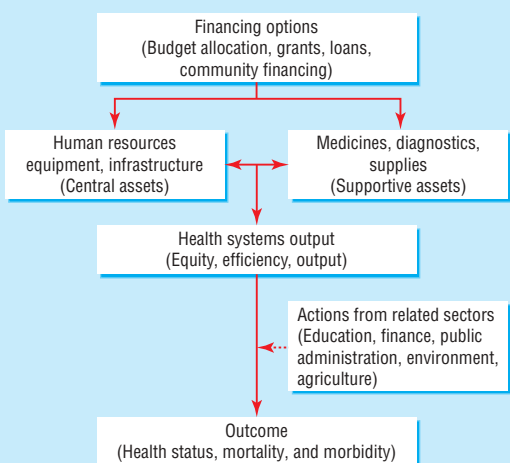 Financing options
(Budget allocation, grants, loans,
community financing)
Human resources
equipment, infrastructure
(Central assets)
Medicines, diagnostics,
supplies
(Supportive assets)
Health systems output
(Equity, efficiency, output)
Actions from related sectors
(Education, finance, public
administration, environment,
agriculture)
Outcome
(Health status, mortality, and morbidity)